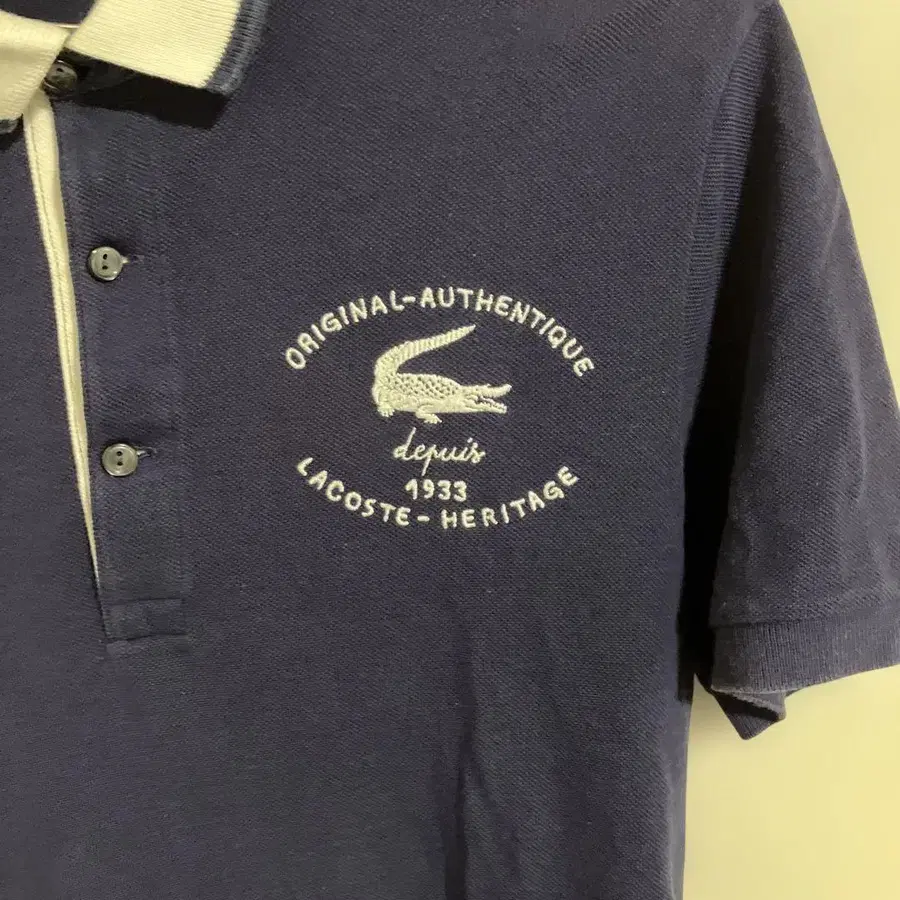 ORIGINAL-AUTHENTIQUE
depuis
1933
LACOSTE-HERITAGE